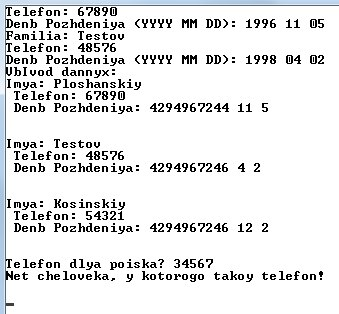 Telefon: 67890
Denb Pozhdeniya (YYYY MM DD): 1996 11 05
Familia: Testov
Telefon: 48576
Denb Pozhdeniya (YYYY MM DD): 1998 04 02
VbIvod dannyx:
Imya: Ploshanskiy
Telefon: 67890
Denb Pozhdeniya: 4294967244 11 5
Imya: Testov
Telefon: 48576
Denb Pozhdeniya: 4294967246 4 2
Imya: Kosinskiy
Telefon: 54321
Denb Pozhdeniya: 4294967246 12 2
Telefon dlya poiska? 34567
Net cheloveka, y kotorogo takoy telefon!